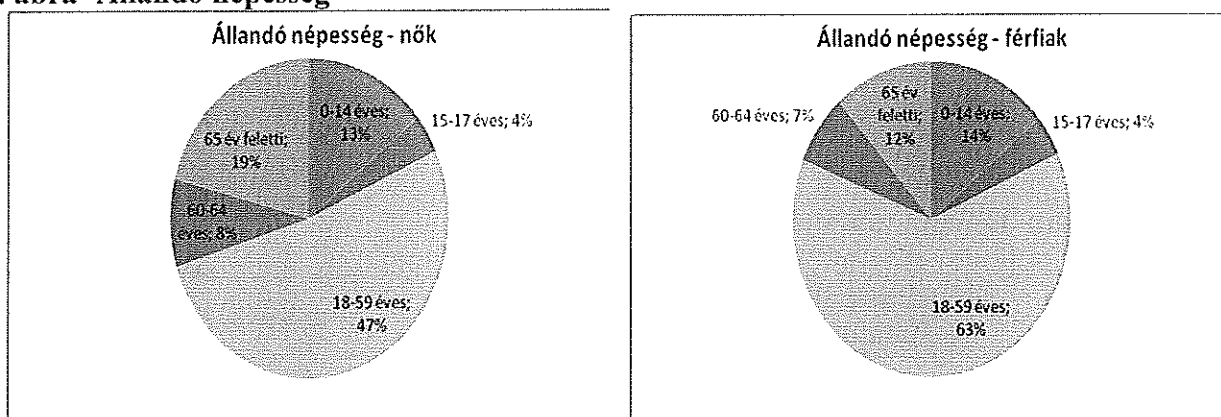 Állandó népesség
Állandó népesség - nők
0-14 éves;
13%
15-17 éves; 4%
65 év feletti;
19%
60-64
éves; 8%
18-59 éves;
47%
Állandó népesség - férfiak
65 év
feletti;
12%
0-14 éves;
14%
60-64 éves; 7%
15-17 éves; 4%
18-59 éves;
63%